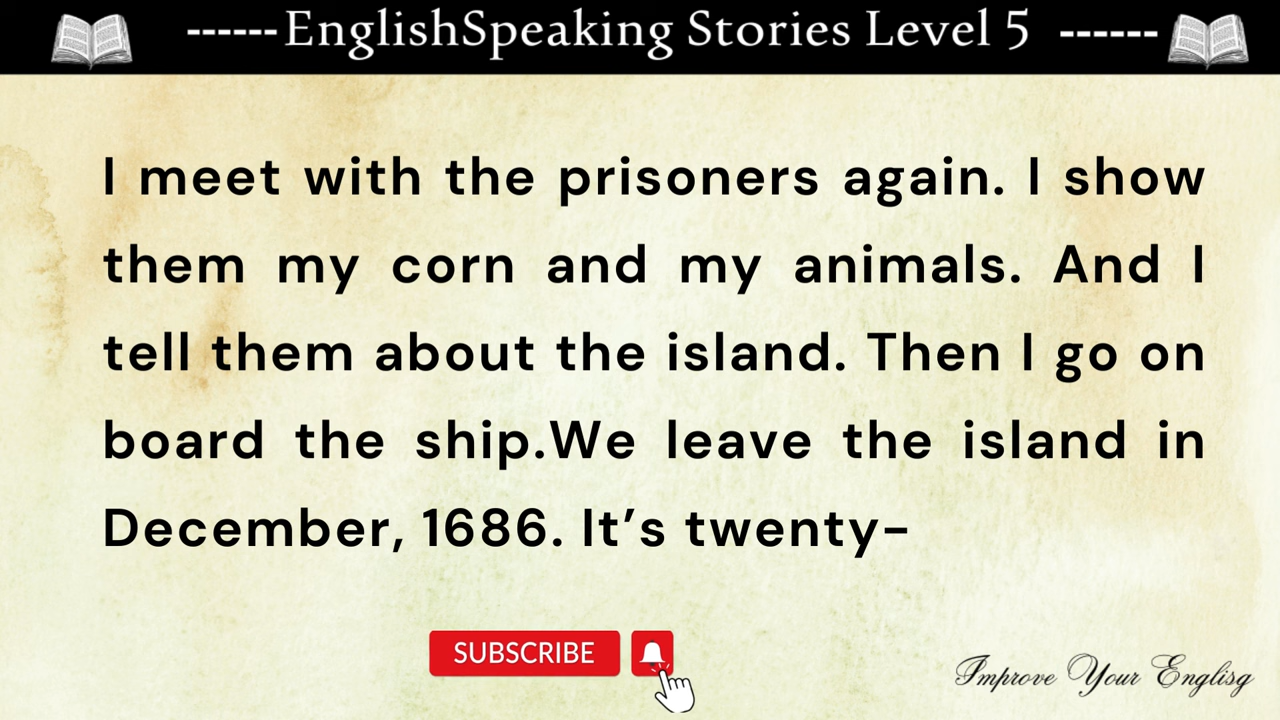 ------EnglishSpeaking Stories Level 5 ------
I meet with the prisoners again. I show
them my corn and my animals. And I
tell them about the island. Then I go on
board the ship.We leave the island in
December, 1686. It’s twenty-
SUBSCRIBE
Improve Your Englisg